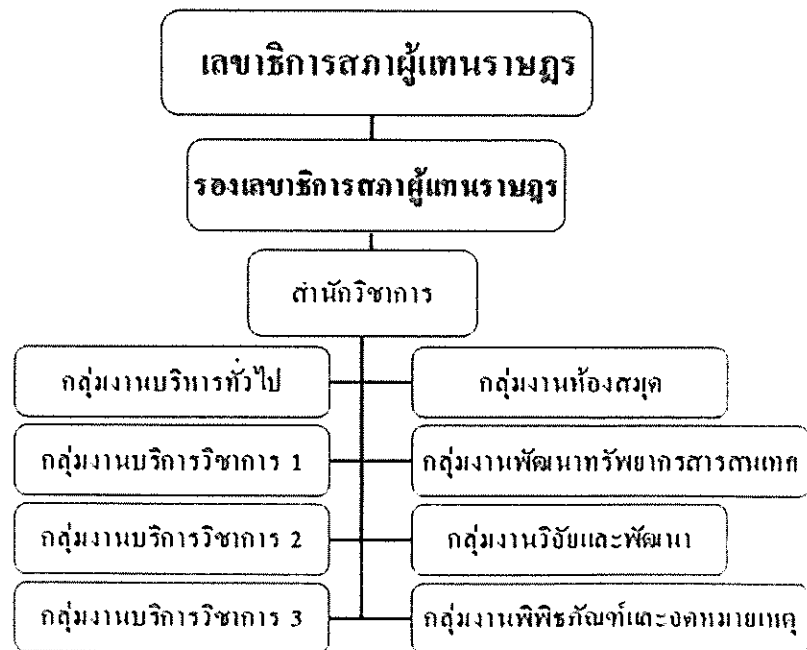 เลขาธิการสภาผู้แทนราษฎร
รองเลขาธิการสภาผู้แทนราษฎร
สำนักวิชาการ
กลุ่มงานบริหารทั่วไป
กลุ่มงานห้องสมุด
กลุ่มงานบริการวิชาการ 1
กลุ่มงานพัฒนาทรัพยากรสารสนเทศ
กลุ่มงานบริการวิชาการ 2
กลุ่มงานวิจัยและพัฒนา
กลุ่มงานบริการวิชาการ 3
กลุ่มงานพิพิธภัณฑ์และจดหมายเหตุ